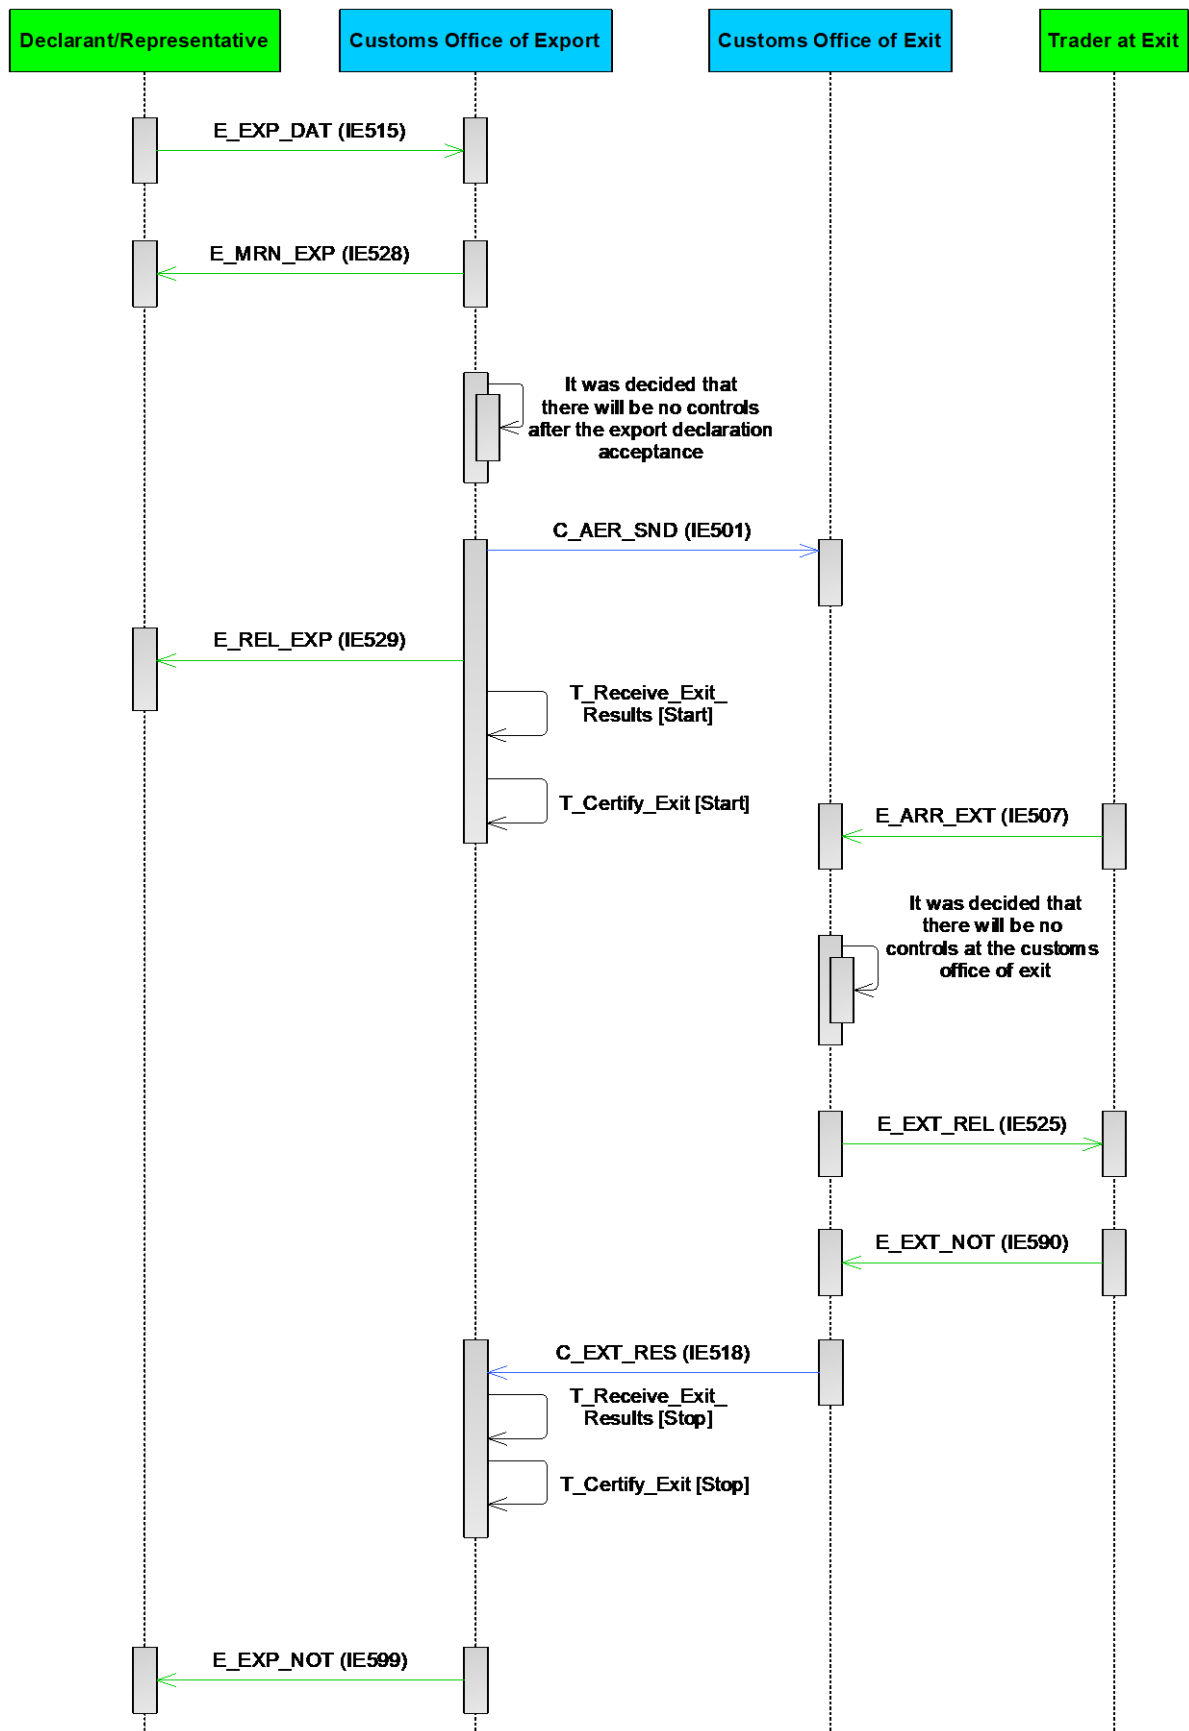 Declarant/Representative
Customs Office of Export
Customs Office of Exit
Trader at Exit
E_EXP_DAT (IE515)
E_MRN_EXP (IE528)
It was decided that
there will be no controls
after the export declaration
acceptance
C_AER_SND (IE501)
E_REL_EXP (IE529)
T_Receive_Exit_
Results [Start]
T_Certify_Exit [Start]
E_ARR_EXT (IE507)
It was decided that
there will be no
controls at the customs
office of exit
E_EXT_REL (IE525)
E_EXT_NOT (IE590)
C_EXT_RES (IE518)
T_Receive_Exit_
Results [Stop]
T_Certify_Exit [Stop]
E_EXP_NOT (IE599)